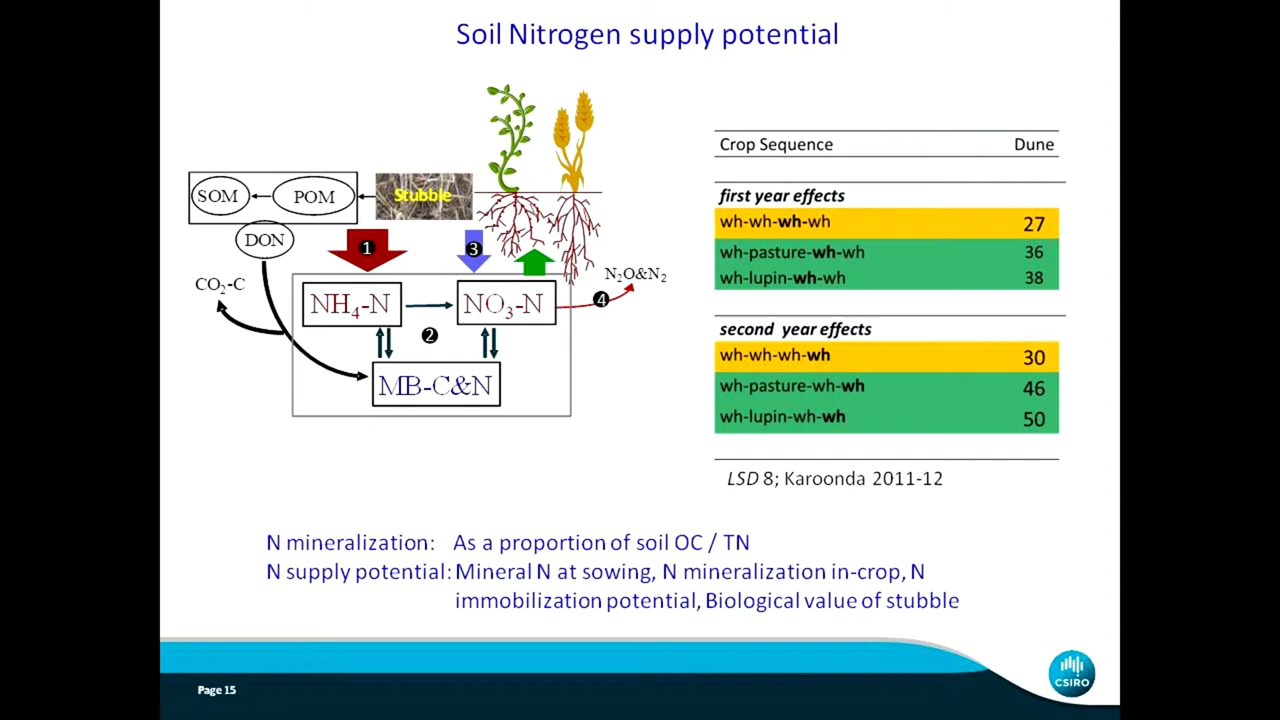 Soil Nitrogen supply potential
SOM
POM
Stubble
DON
1
3
CO2-C
N2O&N2
4
NH4-N
NO3-N
2
MB-C&N
Crop Sequence Dune
first year effects
wh-wh-wh-wh 27
wh-pasture-wh-wh 36
wh-lupin-wh-wh 38
second year effects
wh-wh-wh-wh 30
wh-pasture-wh-wh 46
wh-lupin-wh-wh 50
LSD 8; Karoonda 2011-12
N mineralization: As a proportion of soil OC / TN
N supply potential: Mineral N at sowing, N mineralization in-crop, N
immobilization potential, Biological value of stubble
Page 15
CSIRO